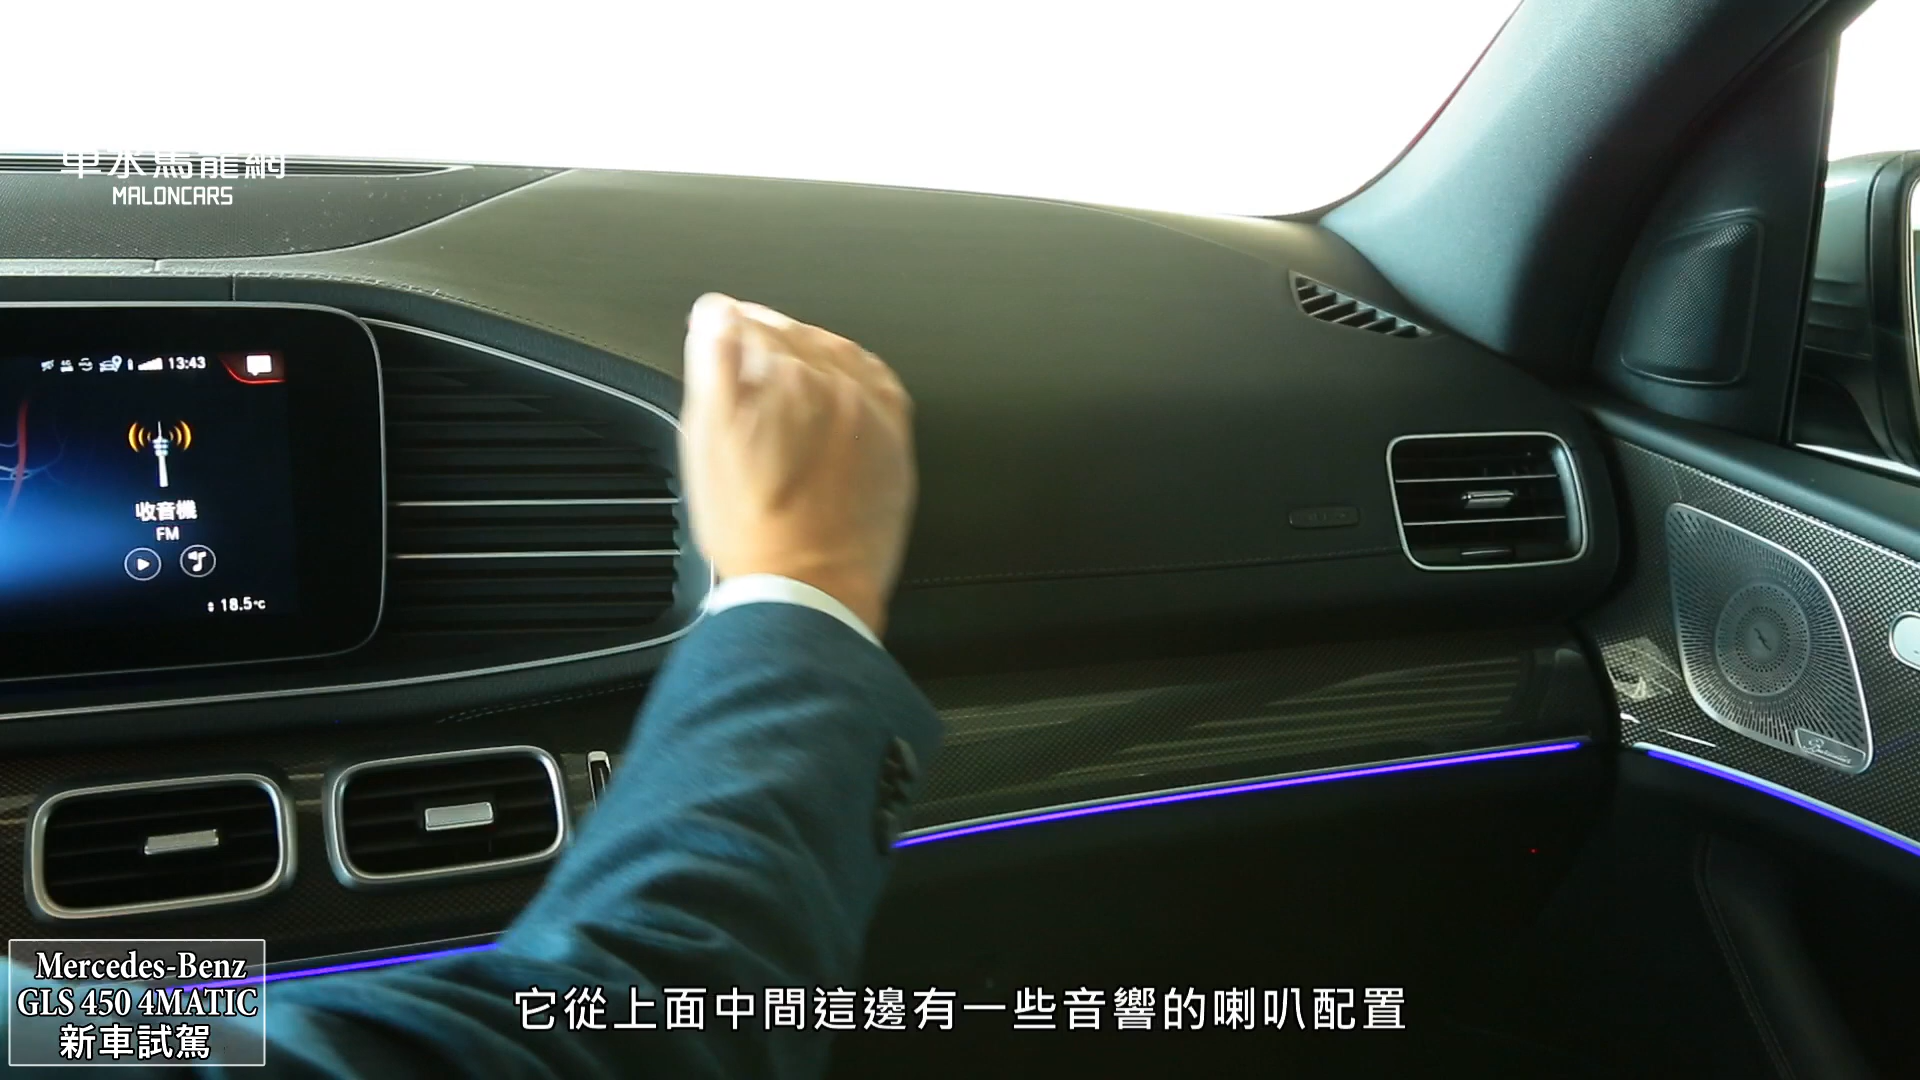 車水馬龍網
MALONCARS
13:43
收音機
FM
18.5°C
Mercedes-Benz
GLS 450 4MATIC
新車試駕
它從上面中間這邊有一些音響的喇叭配置